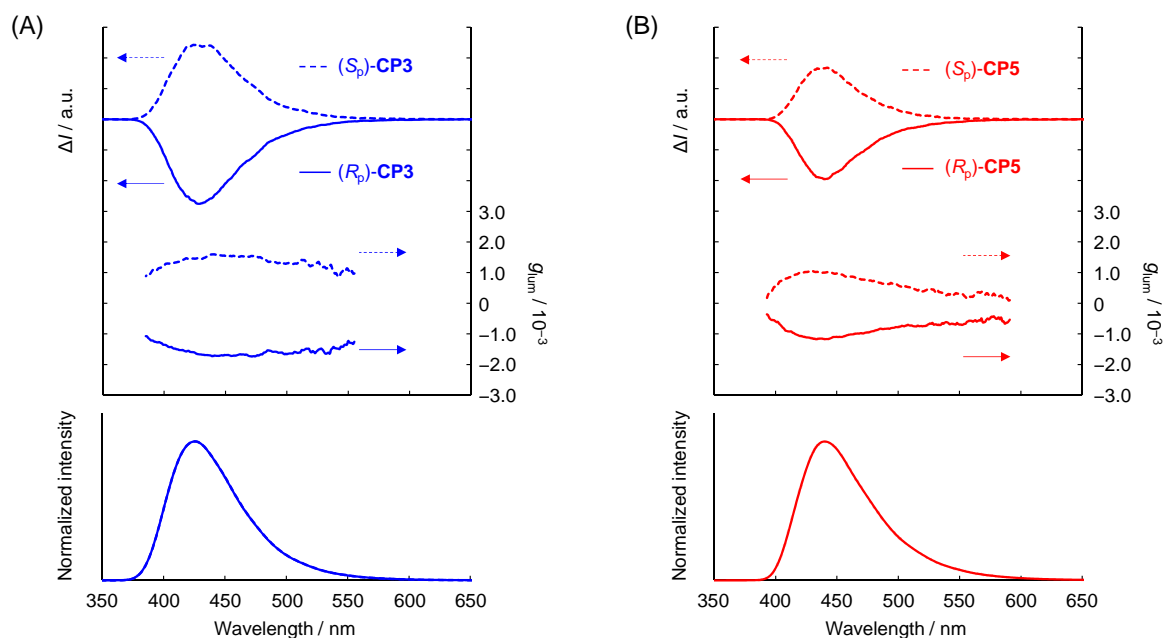 (A)
ΔI / a.u.
(Sp)-CP3
(Rp)-CP3
3.0
2.0
1.0
0
−1.0
−2.0
−3.0
glum / 10−3
Normalized intensity
350 400 450 500 550 600 650
Wavelength / nm
(B)
ΔI / a.u.
(Sp)-CP5
(Rp)-CP5
3.0
2.0
1.0
0
−1.0
−2.0
−3.0
glum / 10−3
Normalized intensity
350 400 450 500 550 600 650
Wavelength / nm